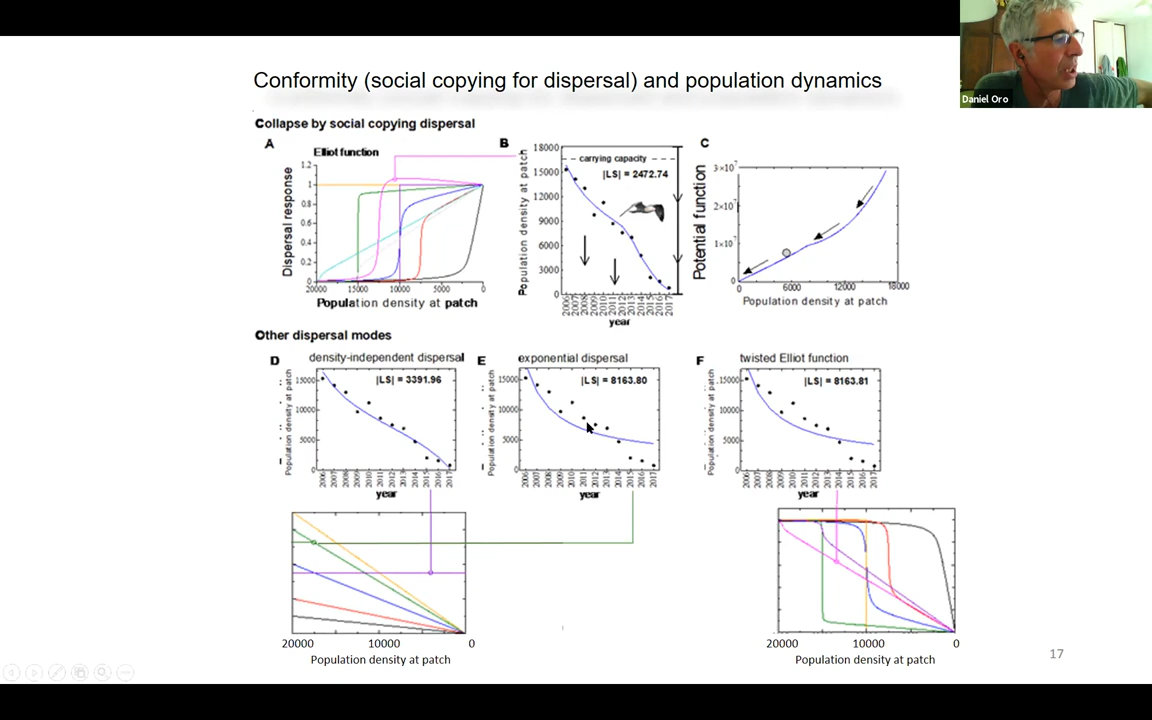 Daniel Oro
Conformity (social copying for dispersal) and population dynamics
Collapse by social copying dispersal
A
Elliot function
Dispersal response
1.2
1
0.8
0.6
0.4
0.2
0
20000 15000 10000 5000 0
Population density at patch
B
Population density at patch
18000
15000
12000
9000
6000
3000
0
carrying capacity
|LS| = 2472.74
2006 2007 2008 2009 2010 2011 2012 2013 2014 2015 2016 2017
year
C
Potential function
3×10⁷
2×10⁷
1×10⁷
0
0 6000 12000 18000
Population density at patch
Other dispersal modes
D
density-independent dispersal
|LS| = 3391.96
Population density at patch
15000
10000
5000
0
2006 2007 2008 2009 2010 2011 2012 2013 2014 2015 2016 2017
year
E
exponential dispersal
|LS| = 8163.80
Population density at patch
15000
10000
5000
0
2006 2007 2008 2009 2010 2011 2012 2013 2014 2015 2016 2017
year
F
twisted Elliot function
|LS| = 8163.81
Population density at patch
15000
10000
5000
0
2006 2007 2008 2009 2010 2011 2012 2013 2014 2015 2016 2017
year
20000 10000 0
Population density at patch
20000 10000 0
Population density at patch
17